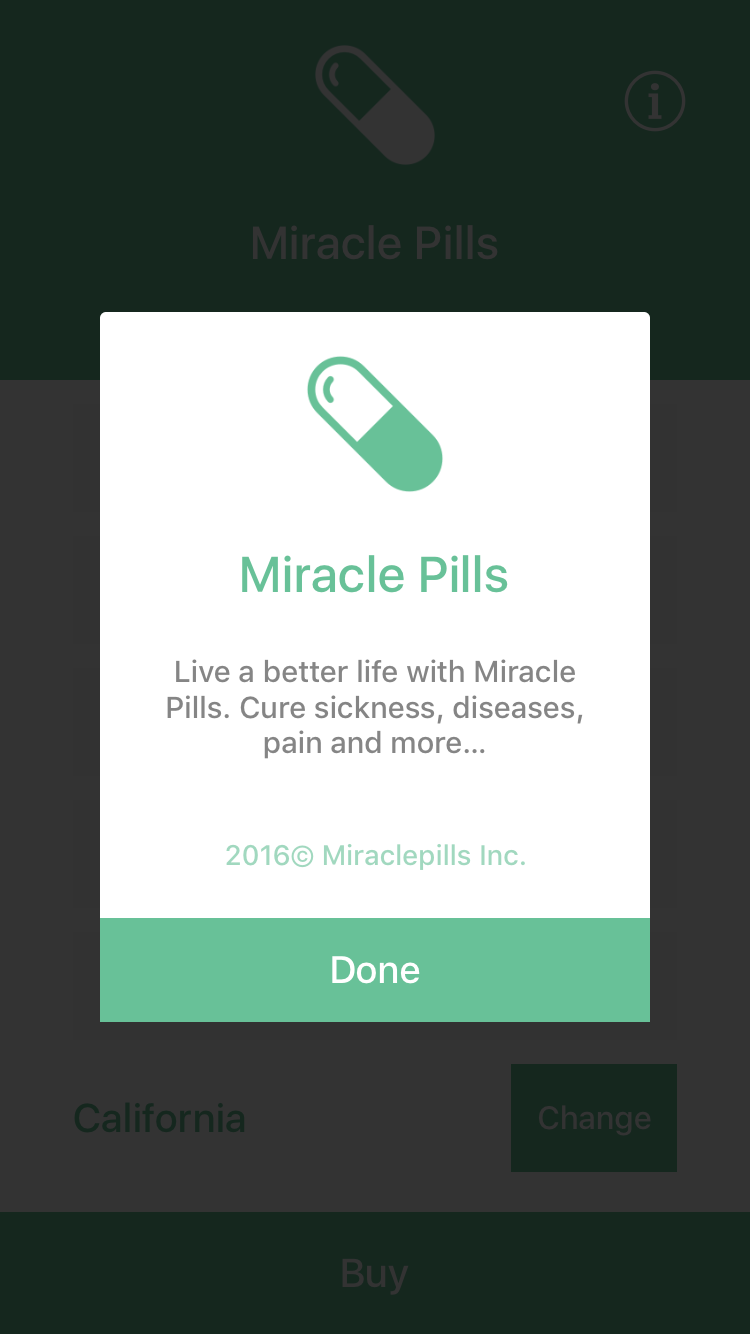 Miracle Pills
Miracle Pills
Live a better life with Miracle
Pills. Cure sickness, diseases,
pain and more...
2016© Miraclepills Inc.
Done
California
Change
Buy